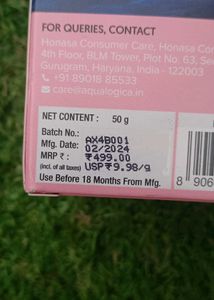 FOR QUERIES, CONTACT
Honasa Consumer Care, Honasa Con
4th Floor, BLM Tower, Plot No. 63, Se
Gurugram, Haryana, India - 122003
+91 89018 85533
care@aqualogica.in
NET CONTENT : 50 g
Batch No.: AX4B001
Mfg. Date: 02/2024
MRP ₹ : ₹499.00
(incl. of all taxes) USP₹9.98/g
Use Before 18 Months From Mfg.
8 906